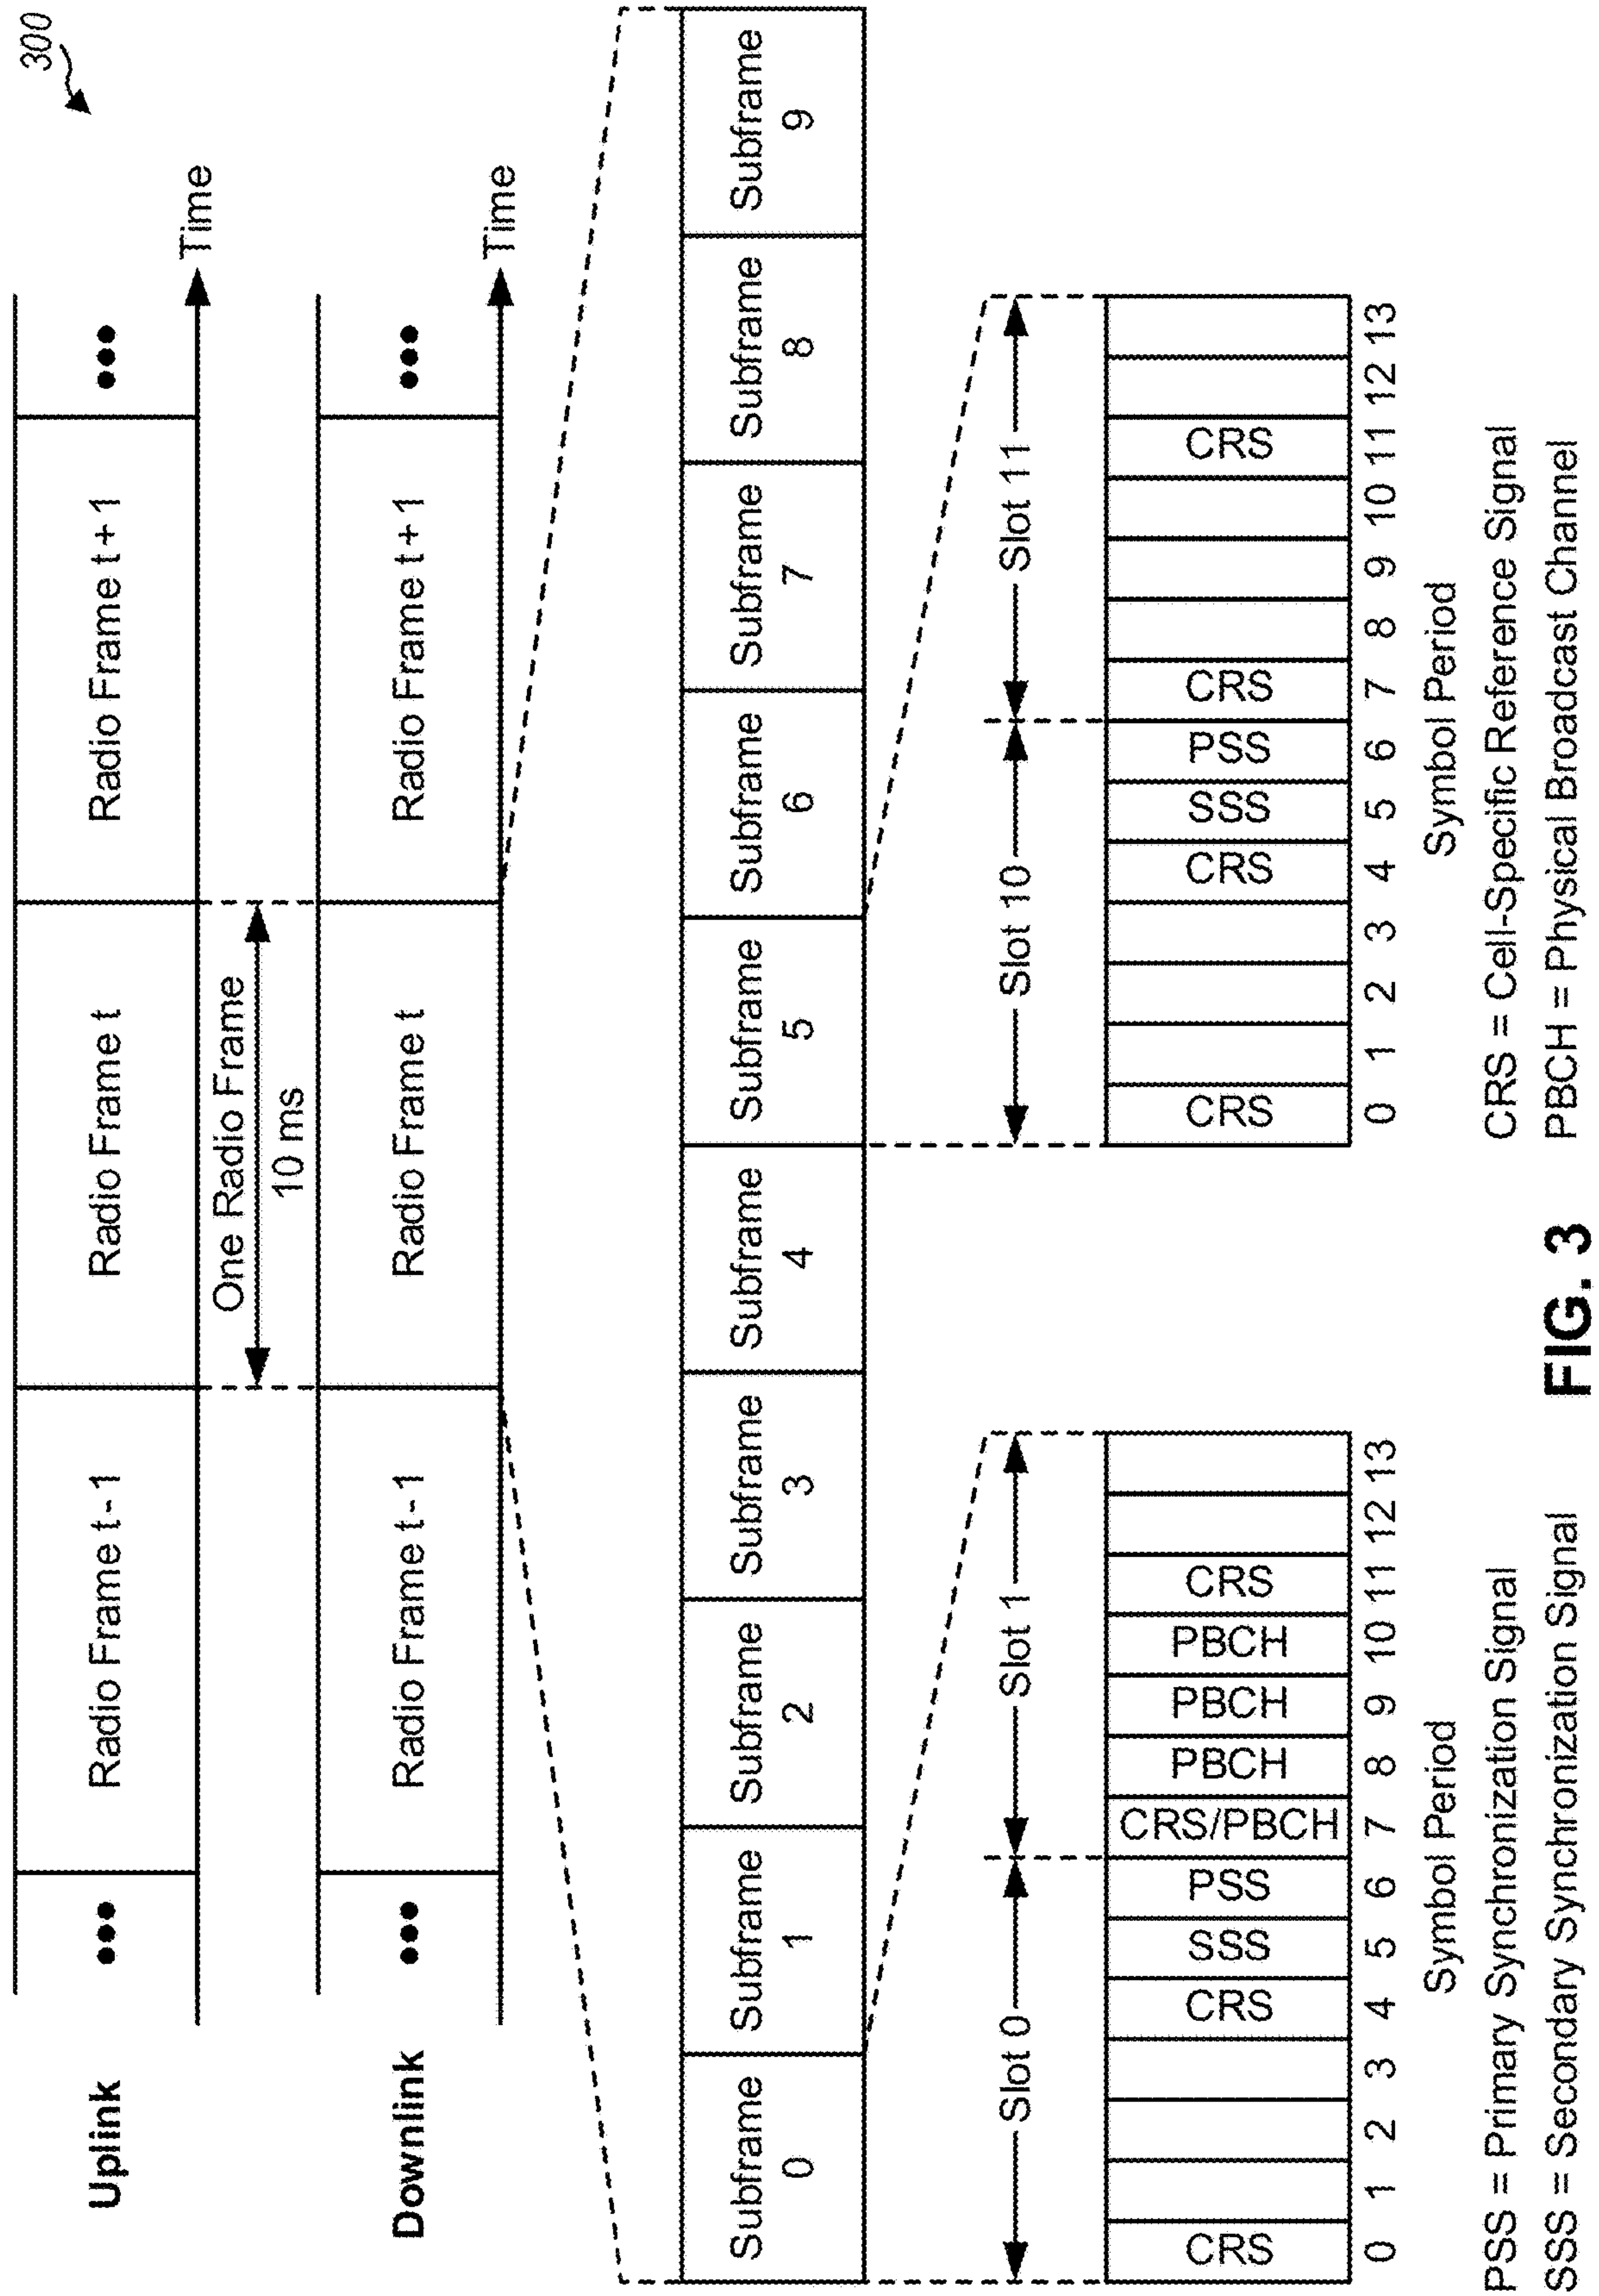 300
Uplink
••• Radio Frame t - 1 Radio Frame t Radio Frame t + 1 •••
Time
One Radio Frame
10 ms
Downlink
••• Radio Frame t - 1 Radio Frame t Radio Frame t + 1 •••
Time
Subframe 0 Subframe 1 Subframe 2 Subframe 3 Subframe 4 Subframe 5 Subframe 6 Subframe 7 Subframe 8 Subframe 9
Slot 0 Slot 1
CRS CRS SSS PSS CRS/PBCH PBCH PBCH PBCH CRS
0 1 2 3 4 5 6 7 8 9 10 11 12 13
Symbol Period
Slot 10 Slot 11
CRS CRS SSS PSS CRS CRS
0 1 2 3 4 5 6 7 8 9 10 11 12 13
Symbol Period
PSS = Primary Synchronization Signal
SSS = Secondary Synchronization Signal
CRS = Cell-Specific Reference Signal
PBCH = Physical Broadcast Channel
FIG. 3